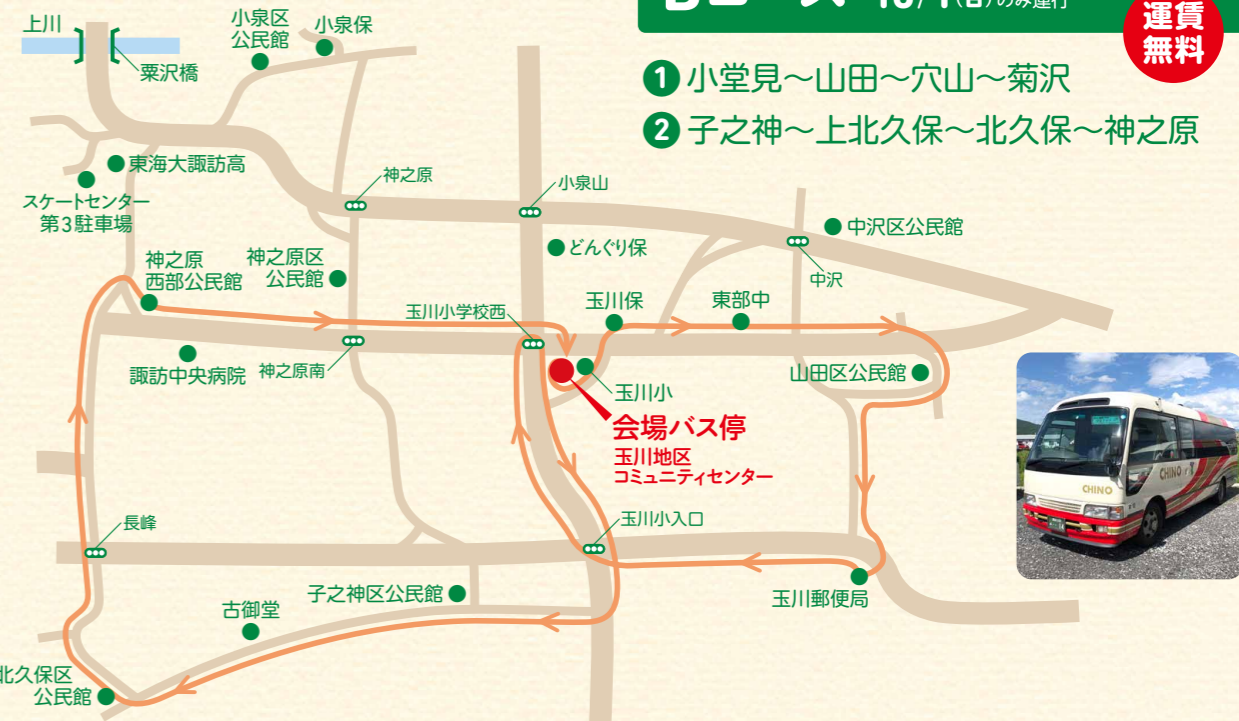 運賃
無料
❶小堂見～山田～穴山～菊沢
❷子之神～上北久保～北久保～神之原
上川
粟沢橋
小泉区
公民館
小泉保
東海大諏訪高
スケートセンター
第3駐車場
神之原
小泉山
中沢区公民館
中沢
どんぐり保
神之原
西部公民館
神之原区
公民館
玉川小学校西
玉川保
東部中
諏訪中央病院
神之原南
玉川小
山田区公民館
会場バス停
玉川地区
コミュニティセンター
長峰
玉川小入口
子之神区公民館
古御堂
玉川郵便局
北久保区
公民館
CHINO
CHINO